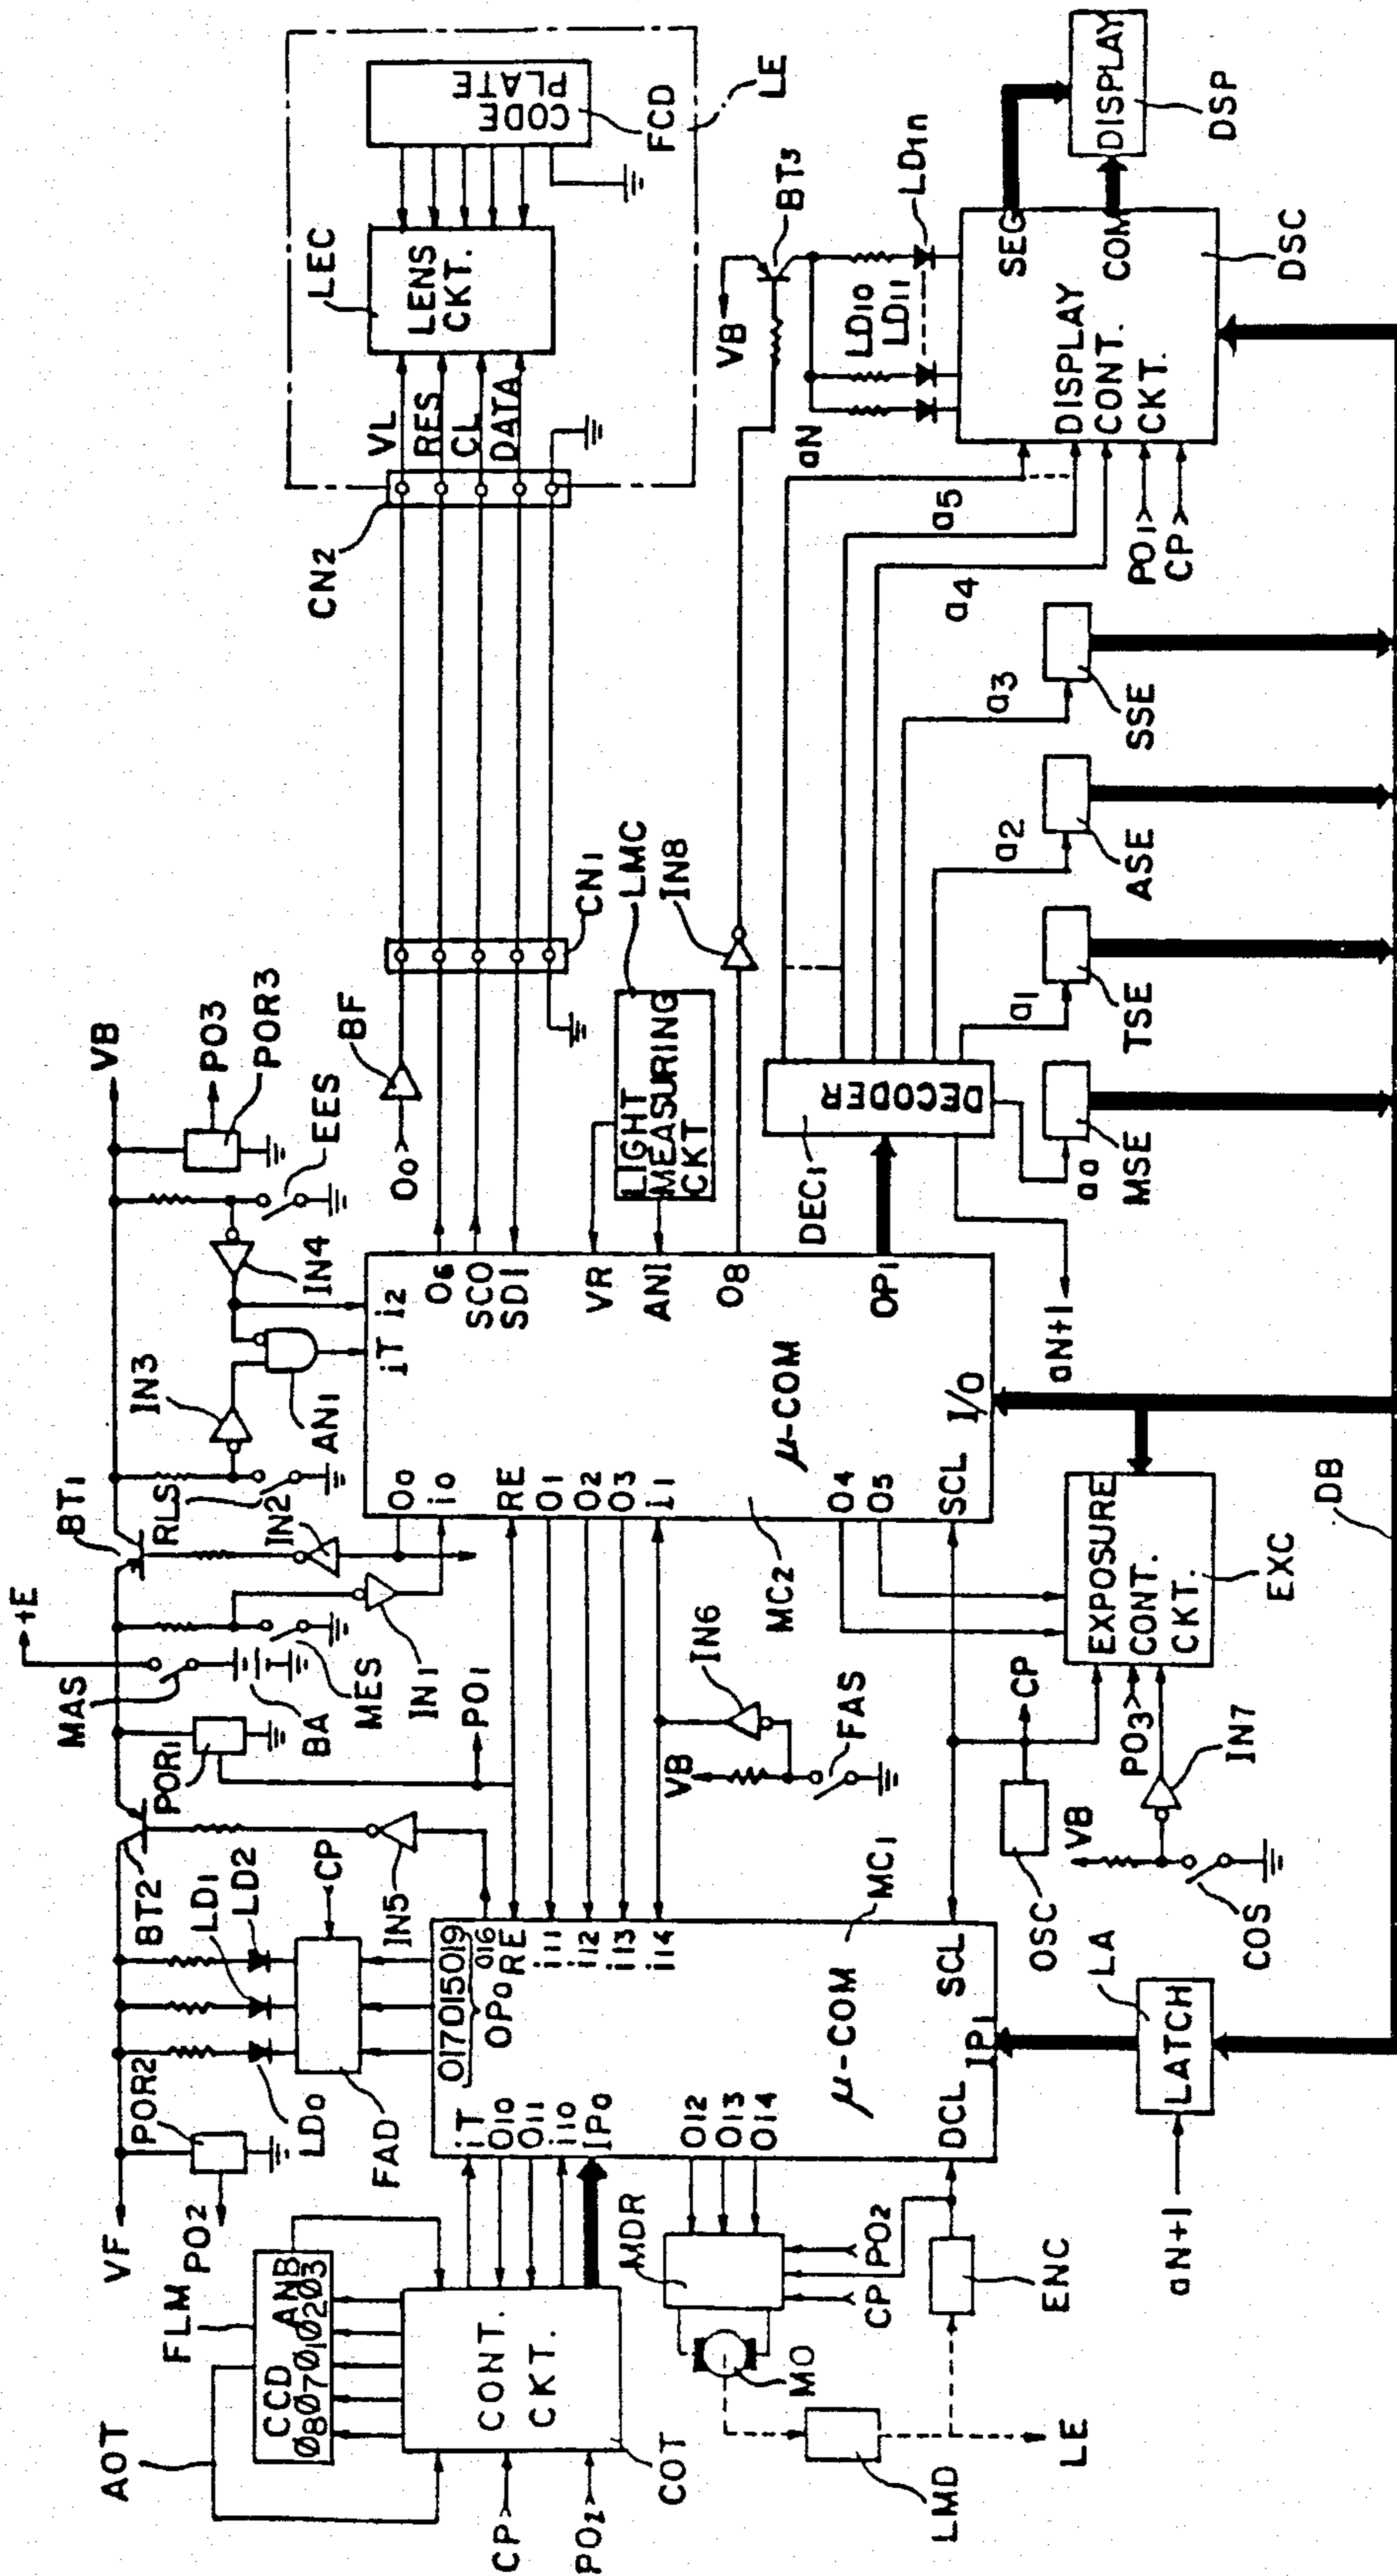 AOT
FLM
CCD
ANB
Ø8
Ø7
Ø1
Ø2
Ø3
CONT.
CKT.
COT
CP
PO2
VF
PO2
POR2
LD0
LD1
LD2
BT2
FAD
CP
IN5
POR1
PO1
MAS
+E
BA
MES
IN1
BT1
RLS
IN2
IN3
AN1
IN4
EES
VB
PO3
POR3
MDR
MO
LMD
LE
CP
PO2
ENC
iT
O10
O11
i10
IP0
O17
O15
O19
OP0
O16
RE
i11
i12
i13
i14
O12
O13
O14
DCL
SCL
IP1
μ-COM
MC1
VB
FAS
IN6
O0
i0
RE
O1
O2
O3
i1
O4
O5
SCL
I/O
iT
i2
O6
SCO
SDI
VR
ANI
O8
OP1
μ-COM
MC2
O0
BF
CN1
LIGHT
MEASURING
CKT
LMC
IN8
CN2
VL
RES
CL
DATA
LENS
CKT.
LEC
CODE
PLATE
FCD
LE
VB
BT3
LD10
LD11
LD1n
DECODER
DEC1
a0
a1
a2
a3
a4
a5
aN
aN+1
MSE
TSE
ASE
SSE
PO1
CP
DISPLAY
CONT.
CKT.
SEG
COM
DSC
DISPLAY
DSP
aN+1
LATCH
LA
OSC
CP
VB
COS
IN7
PO3
EXPOSURE
CONT.
CKT.
EXC
DB